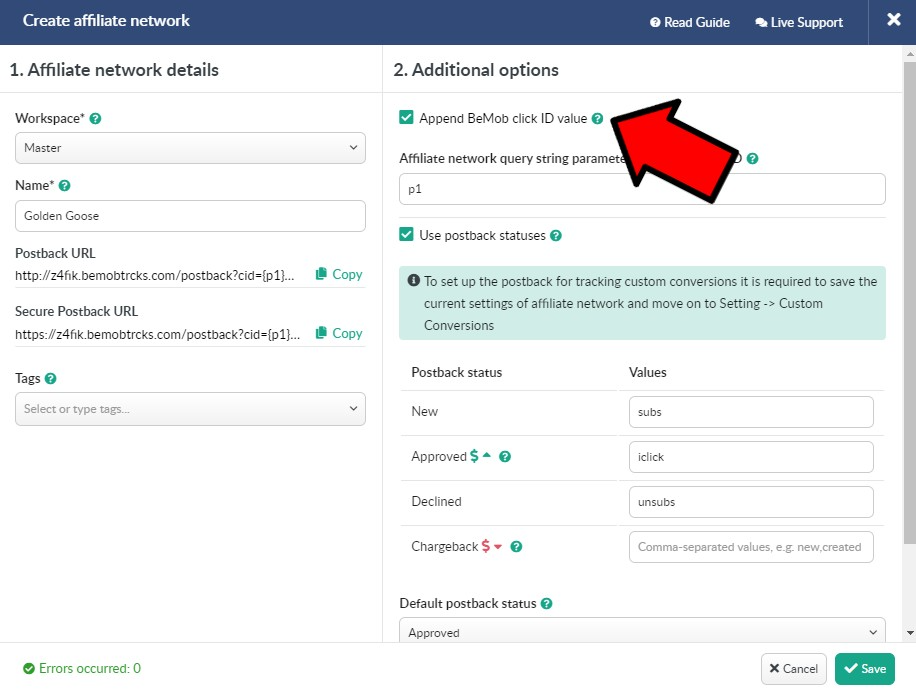 Create affiliate network
Read Guide
Live Support
1. Affiliate network details
Workspace*
Master
Name*
Golden Goose
Postback URL
http://z4fik.bemobtrcks.com/postback?cid={p1}...
Copy
Secure Postback URL
https://z4fik.bemobtrcks.com/postback?cid={p1}...
Copy
Tags
Select or type tags...
2. Additional options
Append BeMob click ID value
Affiliate network query string
p1
Use postback statuses
To set up the postback for tracking custom conversions it is required to save the
current settings of affiliate network and move on to Setting -> Custom
Conversions
Postback status Values
New subs
Approved $ iclick
Declined unsubs
Chargeback $ Comma-separated values, e.g. new,created
Default postback status
Approved
Errors occurred: 0
Cancel
Save